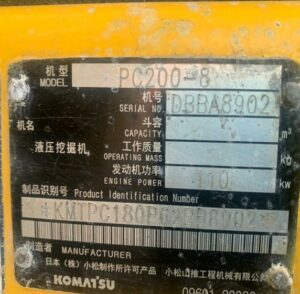 机型 MODEL PC200-8
机号 SERIAL NO. DBBA8902
机名
斗容 CAPACITY m³
液压挖掘机
工作质量 OPERATING MASS KG
发动机功率 ENGINE POWER 110 KW
制品识别号 Product Identification Number
制造者 MANUFACTURER
日本(株)小松制作所许可产品 小松山推工程机械有限公司
KOMATSU